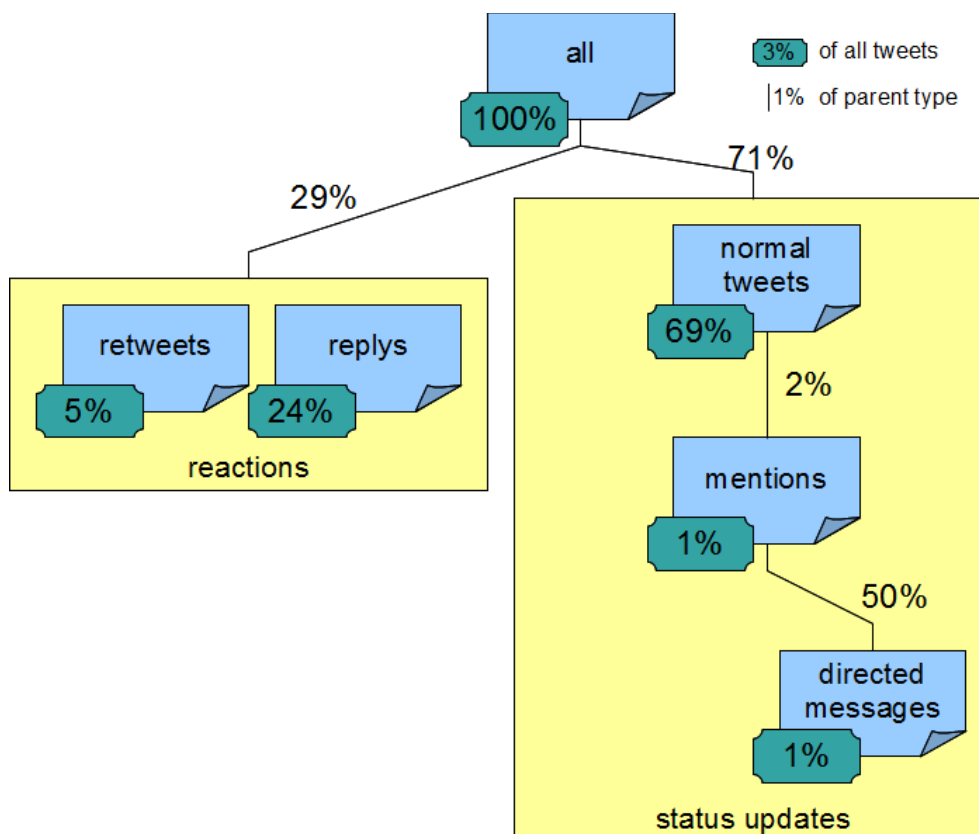 all
3% of all tweets
1% of parent type
100%
71%
29%
normal
tweets
69%
retweets
replys
5%
24%
2%
reactions
mentions
1%
50%
directed
messages
1%
status updates